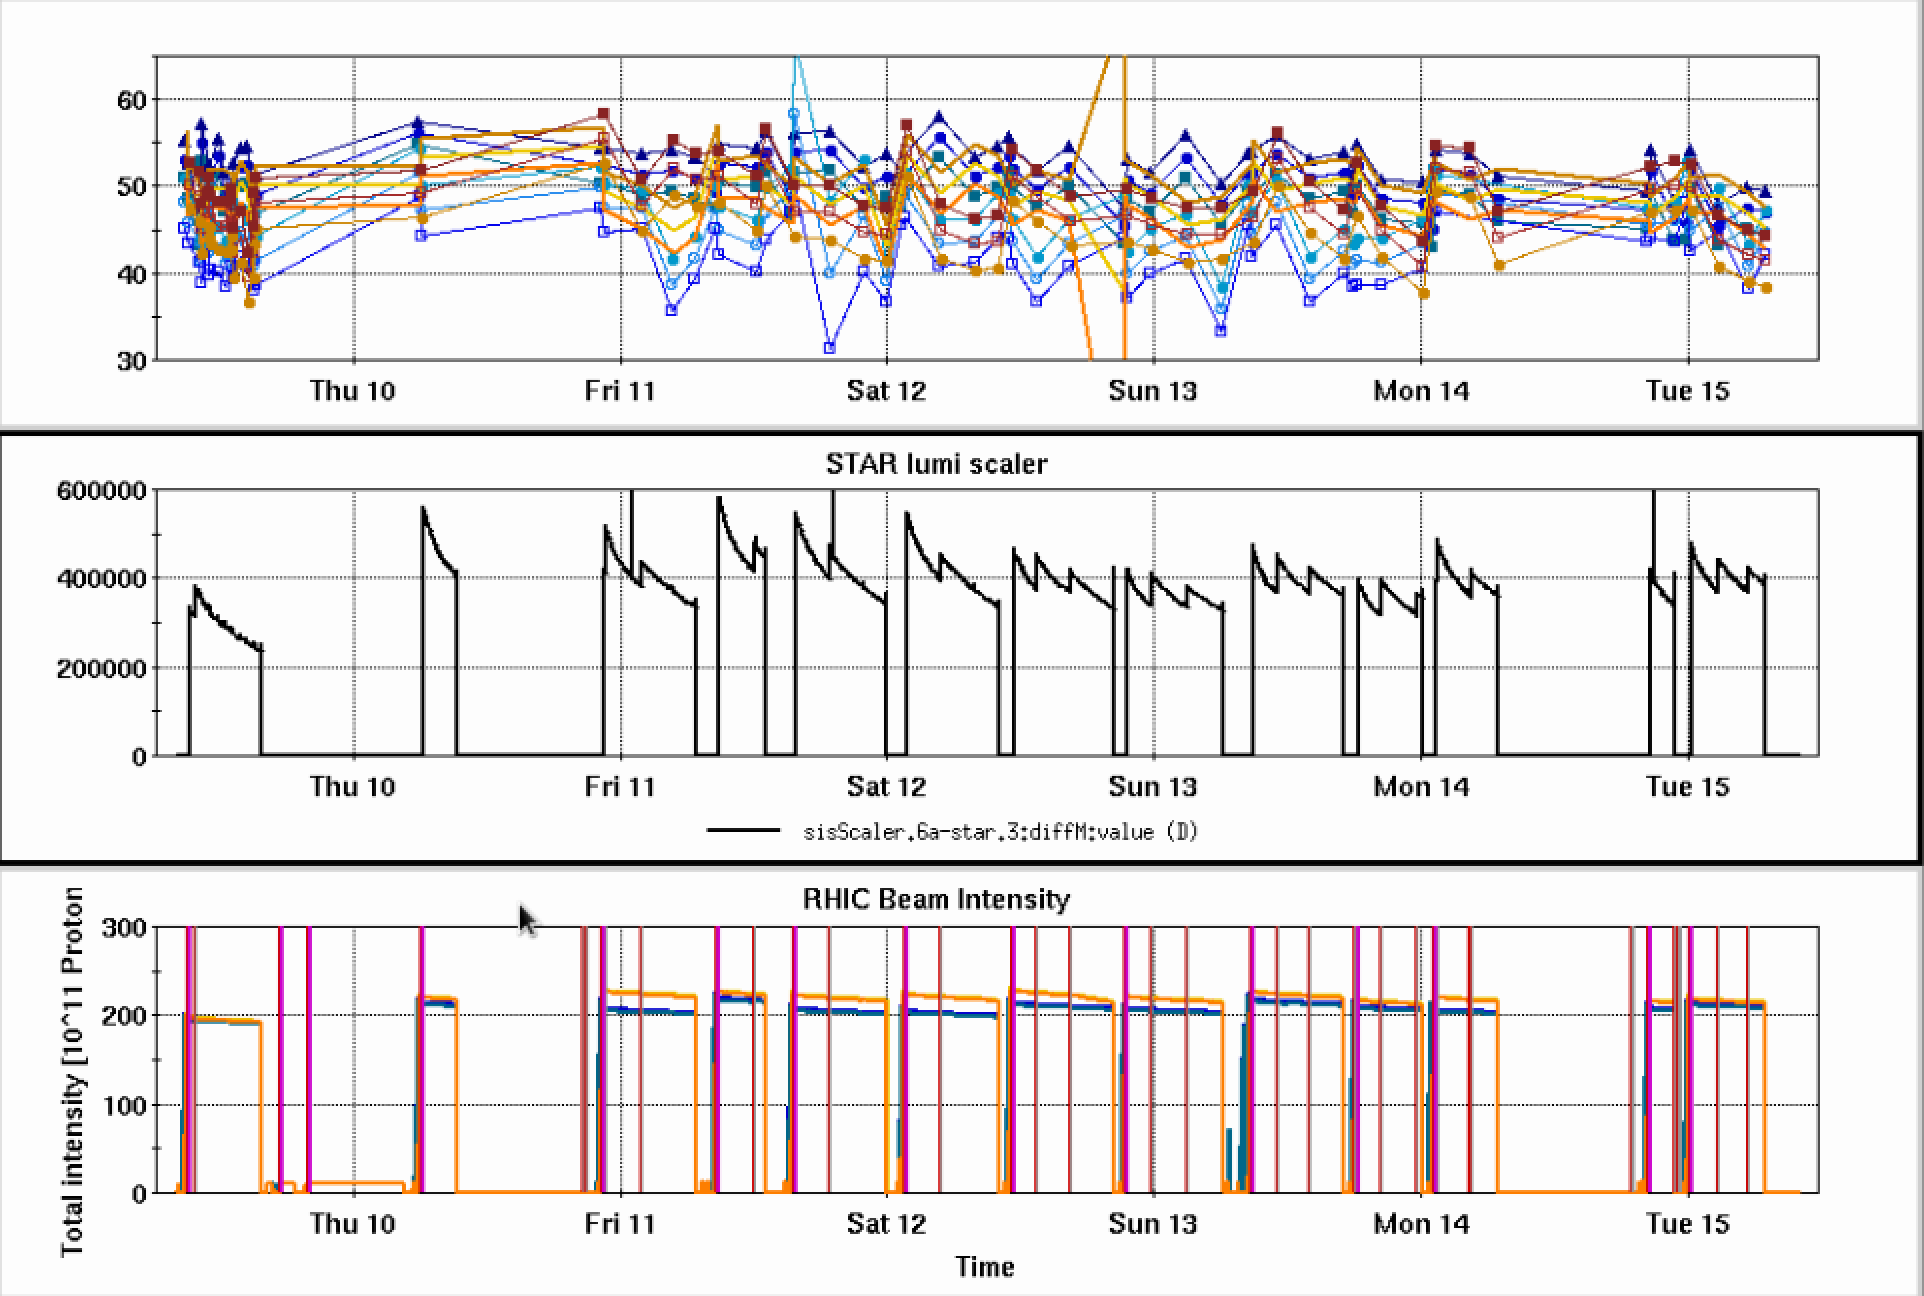 60
50
40
30
Thu 10 Fri 11 Sat 12 Sun 13 Mon 14 Tue 15
STAR lumi scaler
600000
400000
200000
0
Thu 10 Fri 11 Sat 12 Sun 13 Mon 14 Tue 15
sisScaler.6a-star.3:diffM:value (D)
RHIC Beam Intensity
Total intensity [10^11 Proton
300
200
100
0
Thu 10 Fri 11 Sat 12 Sun 13 Mon 14 Tue 15
Time